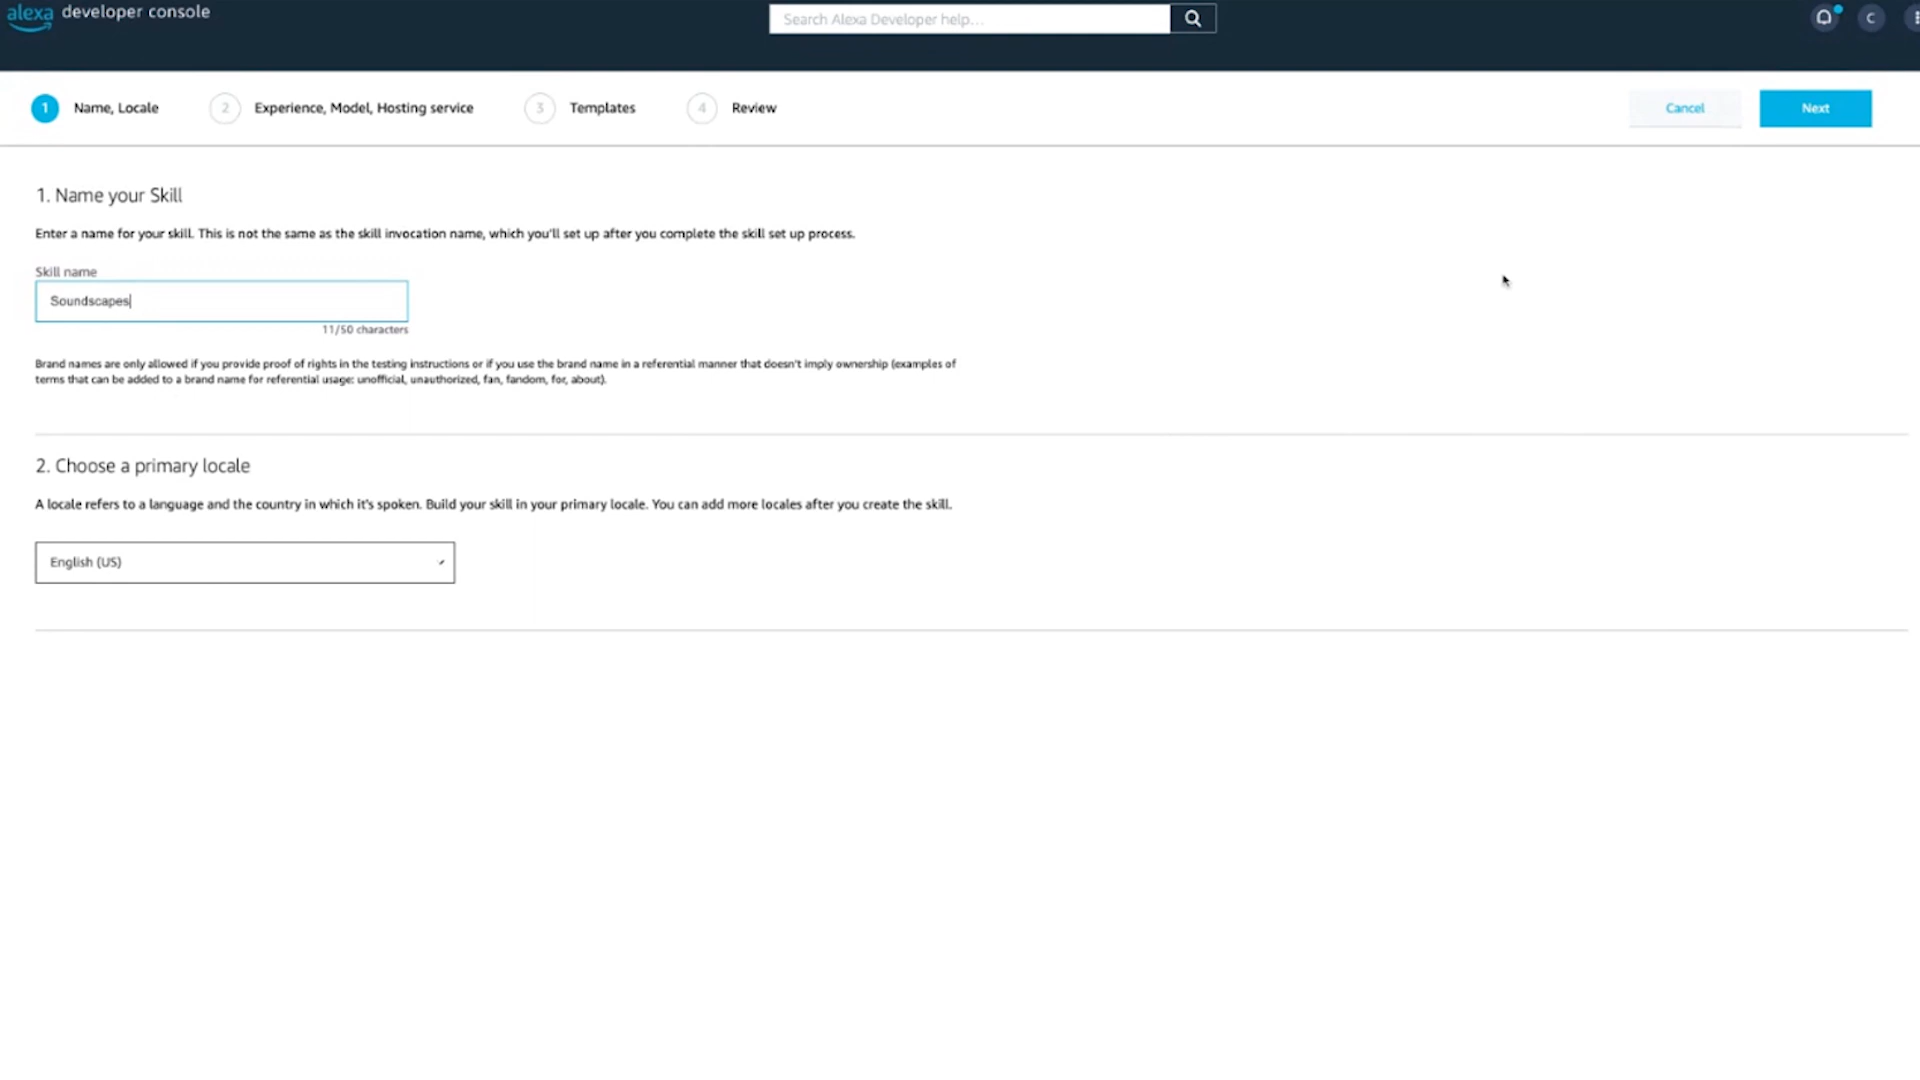 alexa developer console
Search Alexa Developer help...
C
1 Name, Locale
2 Experience, Model, Hosting service
3 Templates
4 Review
Cancel
Next
1. Name your Skill
Enter a name for your skill. This is not the same as the skill invocation name, which you'll set up after you complete the skill set up process.
Skill name
Soundscapes
11/50 characters
Brand names are only allowed if you provide proof of rights in the testing instructions or if you use the brand name in a referential manner that doesn't imply ownership (examples of
terms that can be added to a brand name for referential usage: unofficial, unauthorized, fan, fandom, for, about).
2. Choose a primary locale
A locale refers to a language and the country in which it's spoken. Build your skill in your primary locale. You can add more locales after you create the skill.
English (US)